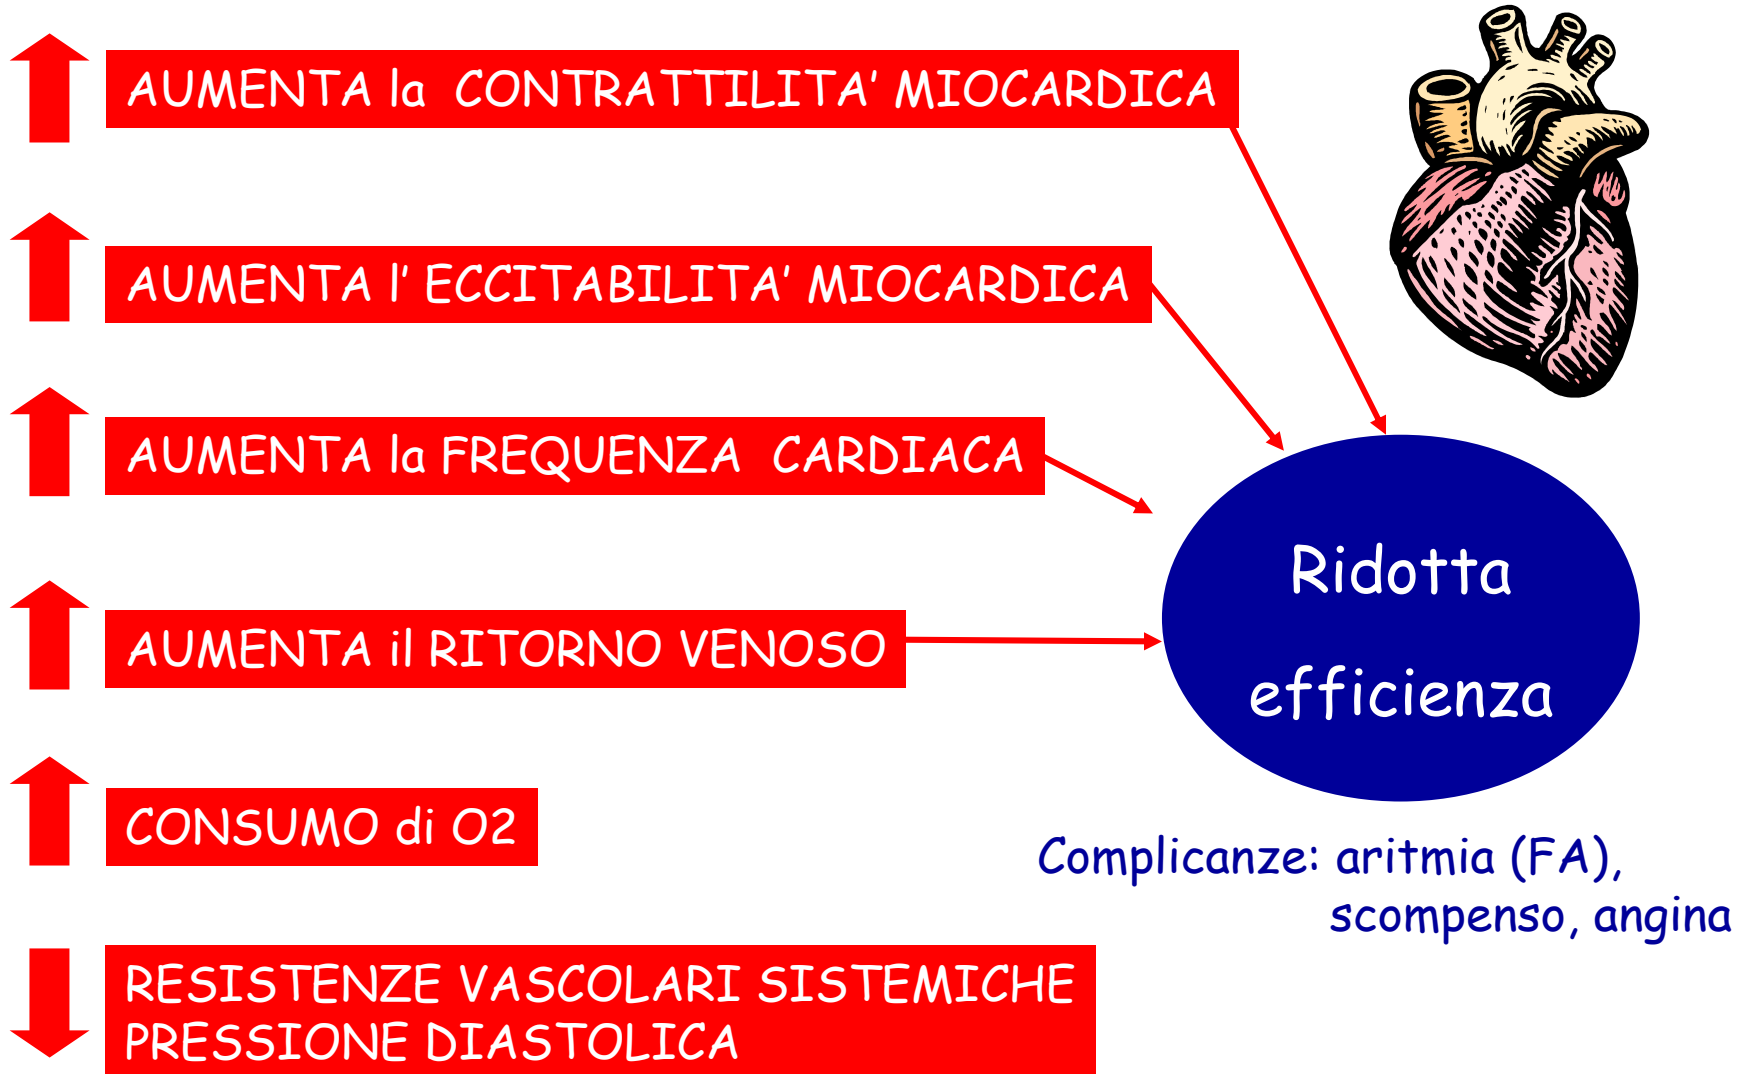 AUMENTA la CONTRATTILITA' MIOCARDICA
AUMENTA l' ECCITABILITA' MIOCARDICA
AUMENTA la FREQUENZA CARDIACA
AUMENTA il RITORNO VENOSO
CONSUMO di O2
RESISTENZE VASCOLARI SISTEMICHE
PRESSIONE DIASTOLICA
Ridotta
efficienza
Complicanze: aritmia (FA),
scompenso, angina